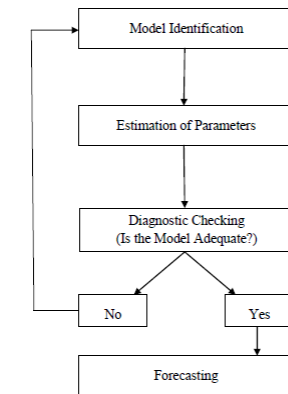 Model Identification
Estimation of Parameters
Diagnostic Checking
(Is the Model Adequate?)
No
Yes
Forecasting